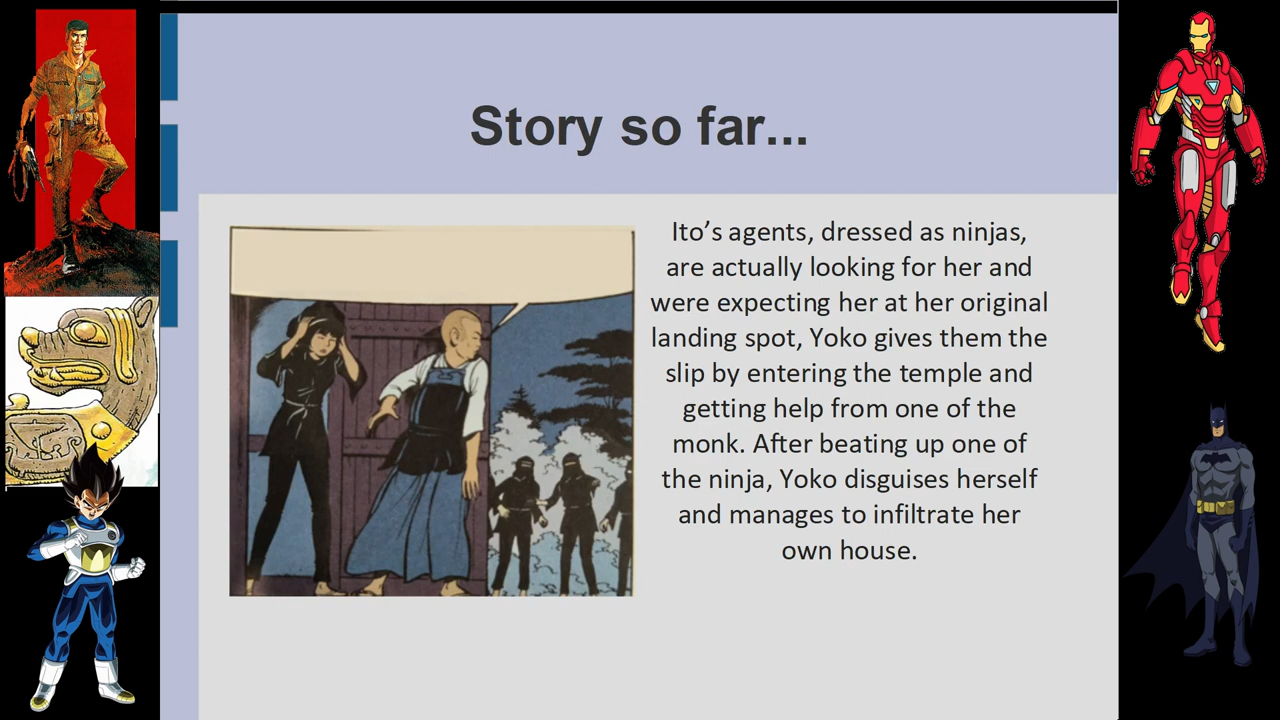 Story so far...
Ito’s agents, dressed as ninjas,
are actually looking for her and
were expecting her at her original
landing spot, Yoko gives them the
slip by entering the temple and
getting help from one of the
monk. After beating up one of
the ninja, Yoko disguises herself
and manages to infiltrate her
own house.